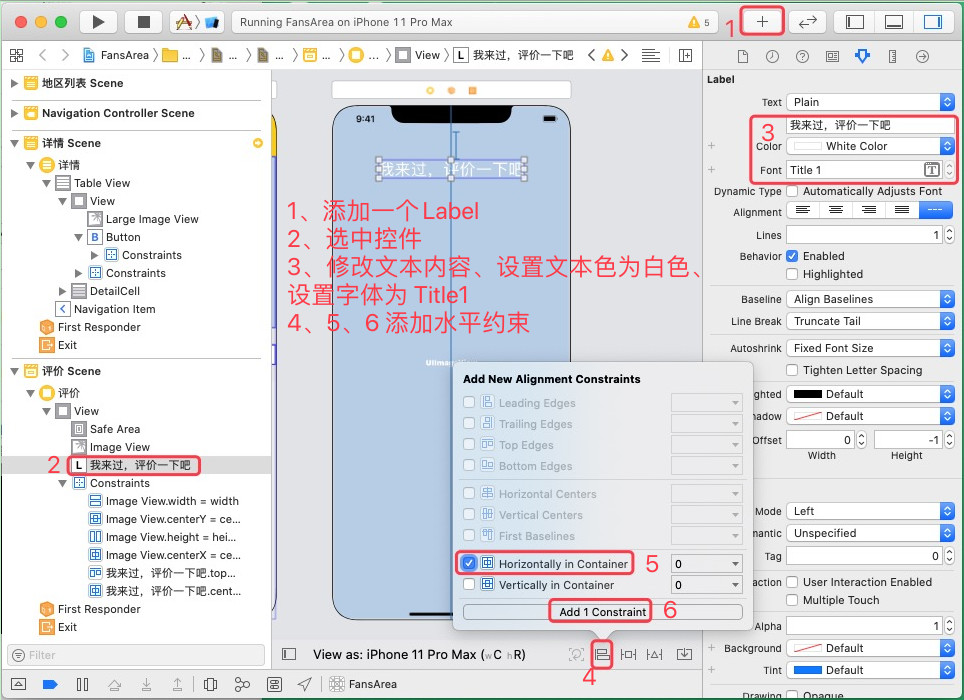 Running FansArea on iPhone 11 Pro Max
5
1
FansArea
...
...
...
...
...
View
L
我来过，评价一下吧
地区列表 Scene
Navigation Controller Scene
详情 Scene
详情
Table View
View
Large Image View
B Button
Constraints
Constraints
DetailCell
Navigation Item
First Responder
Exit
评价 Scene
评价
View
Safe Area
Image View
2
L 我来过，评价一下吧
Constraints
Image View.width = width
Image View.centerY = ce...
Image View.height = hei...
Image View.centerX = ce...
我来过，评价一下吧.top...
我来过，评价一下吧.cent...
First Responder
Exit
Filter
9:41
我来过，评价一下吧
1、添加一个 Label
2、选中控件
3、修改文本内容、设置文本色为白色、
设置字体为 Title1
4、5、6 添加水平约束
Add New Alignment Constraints
Leading Edges
Trailing Edges
Top Edges
Bottom Edges
Horizontal Centers
Vertical Centers
First Baselines
Horizontally in Container
5
0
Vertically in Container
0
Add 1 Constraint
6
View as: iPhone 11 Pro Max (wC hR)
4
FansArea
Label
Text Plain
我来过，评价一下吧
3
Color White Color
Font Title 1
T
Dynamic Type Automatically Adjusts Font
Alignment
Lines 1
Behavior Enabled
Highlighted
Baseline Align Baselines
Line Break Truncate Tail
Autoshrink Fixed Font Size
Tighten Letter Spacing
ghted Default
adow Default
Offset 0 -1
Width Height
Mode Left
mantic Unspecified
Tag 0
action User Interaction Enabled
Multiple Touch
Alpha 1
Background Default
Tint Default
Drawing Opaque